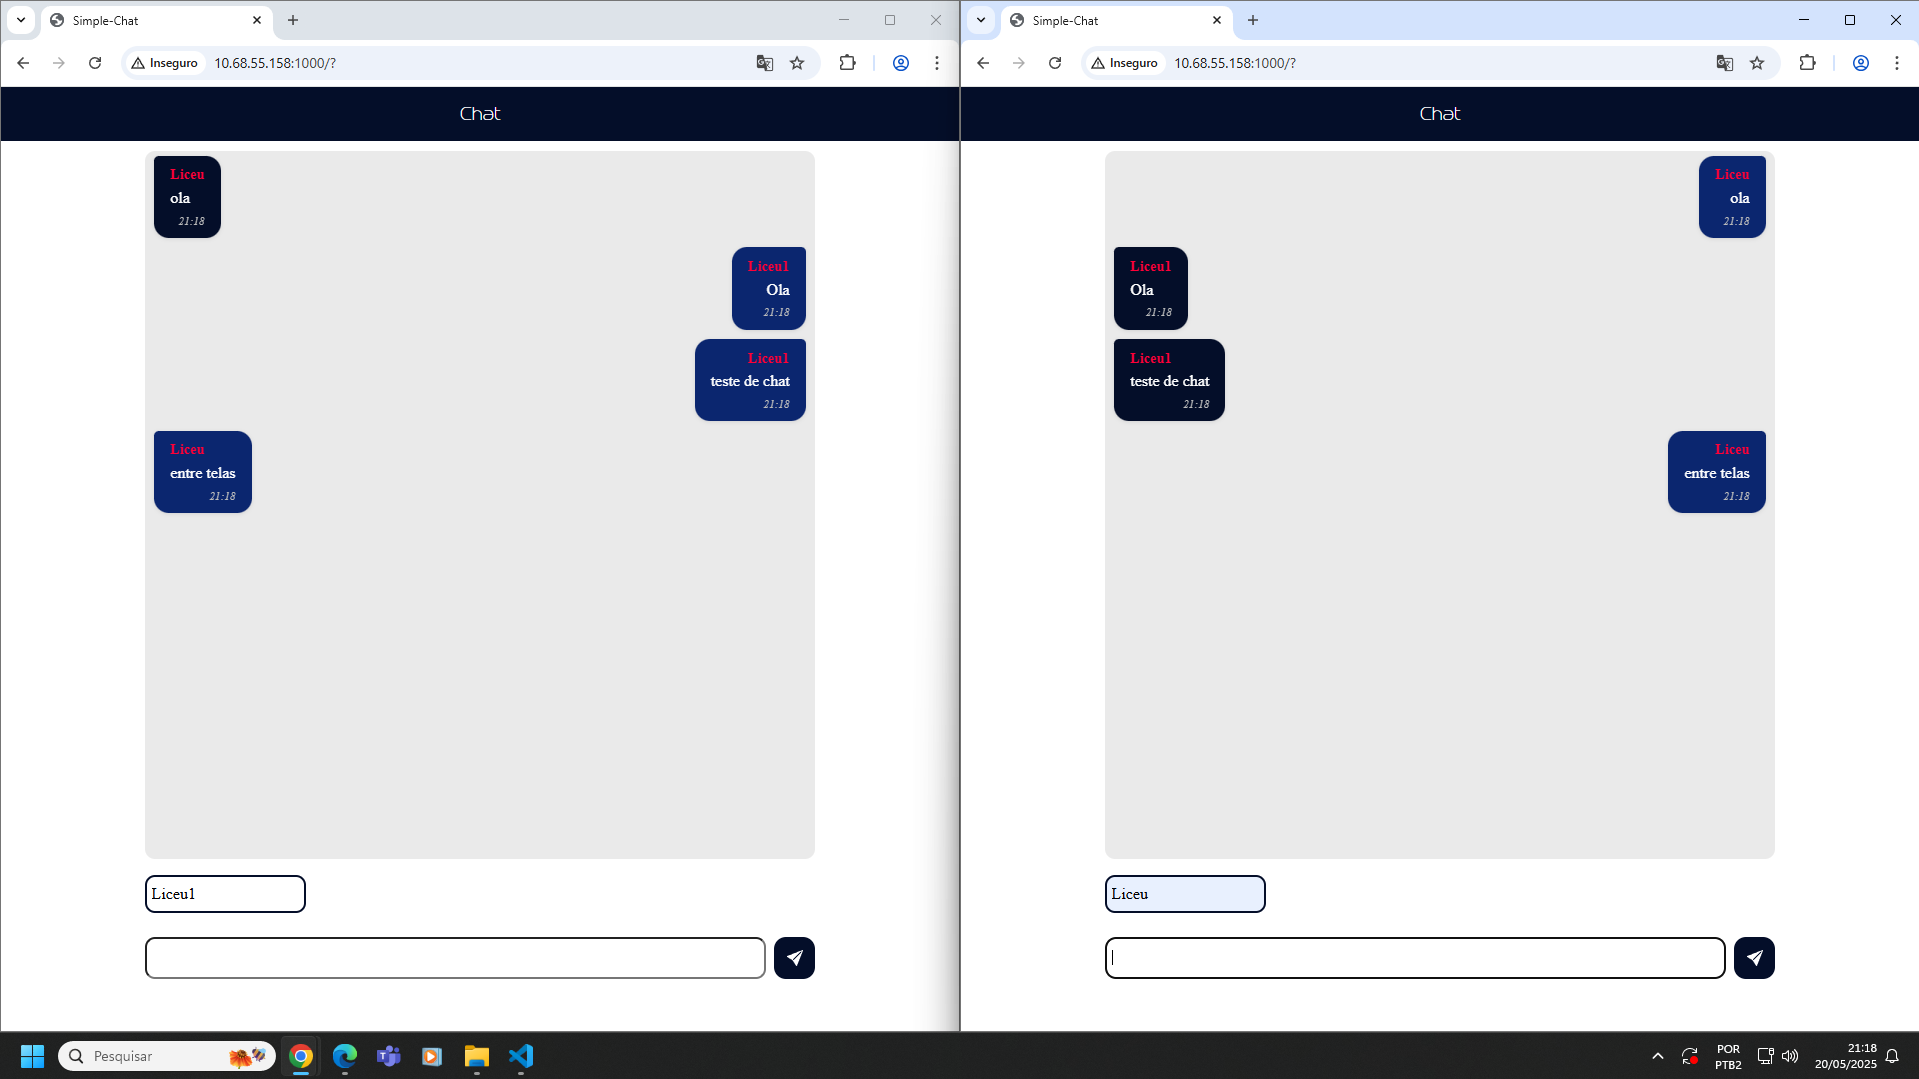 Simple-Chat
Inseguro
10.68.55.158:1000/?
Chat
Liceu
ola
21:18
Liceu1
Ola
21:18
Liceu1
teste de chat
21:18
Liceu
entre telas
21:18
Liceu1
Simple-Chat
Inseguro
10.68.55.158:1000/?
Chat
Liceu
ola
21:18
Liceu1
Ola
21:18
Liceu1
teste de chat
21:18
Liceu
entre telas
21:18
Liceu
Pesquisar
POR
PTB2
21:18
20/05/2025